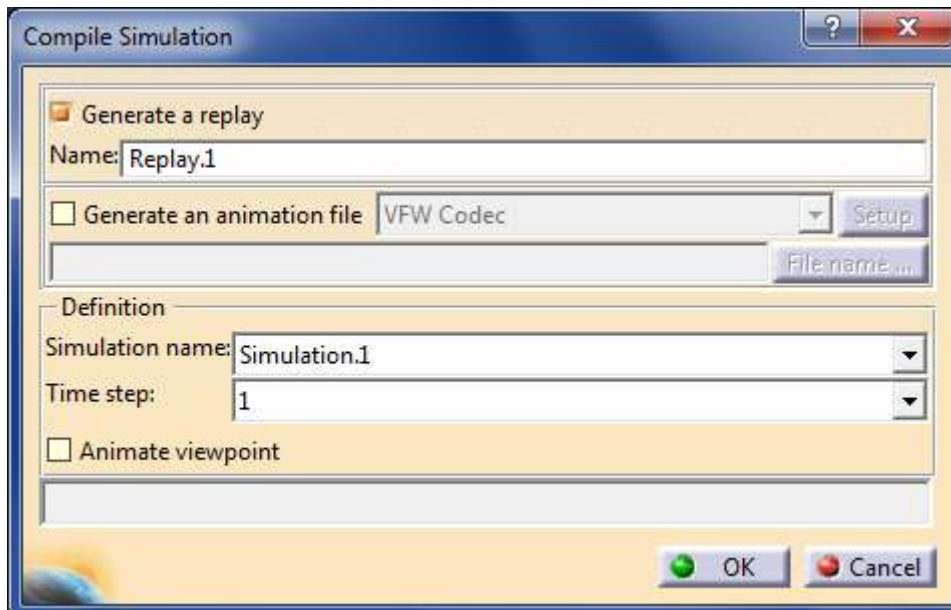 Compile Simulation
?
Generate a replay
Name: Replay.1
Generate an animation file VFW Codec Setup
File name ...
Definition
Simulation name: Simulation.1
Time step: 1
Animate viewpoint
OK Cancel